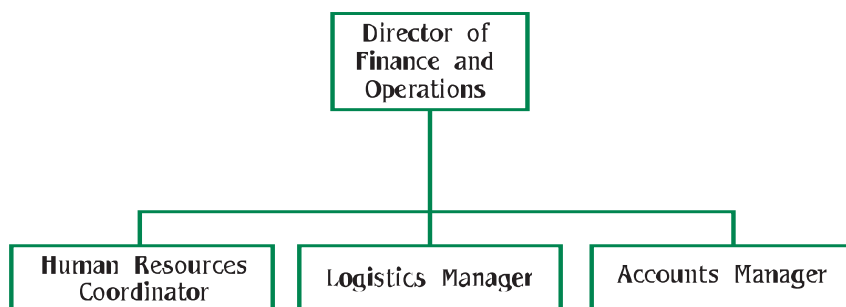 Director of
Finance and
Operations
Human Resources
Coordinator
Logistics Manager
Accounts Manager